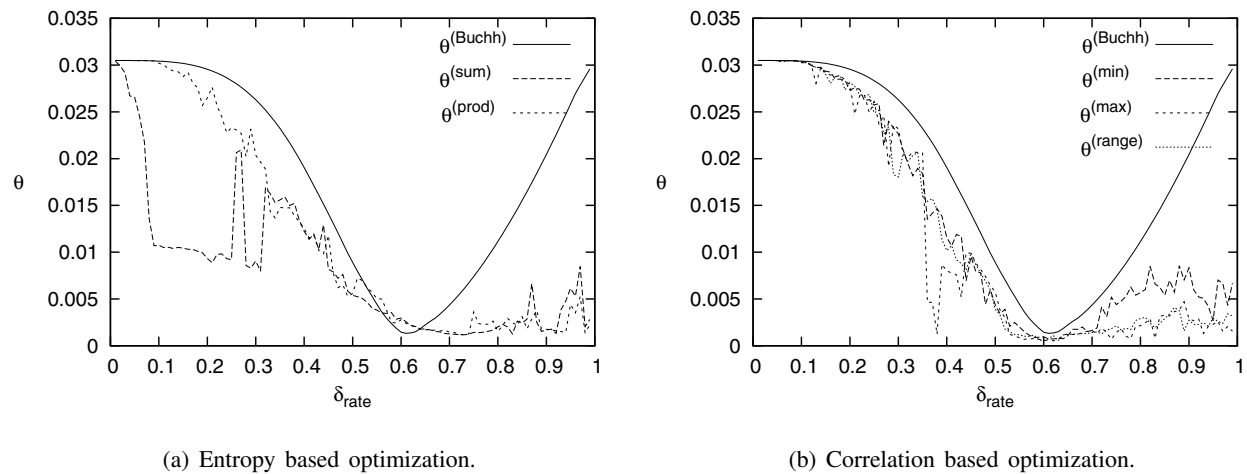 0.035
0.03
0.025
0.02
θ
0.015
0.01
0.005
0
0 0.1 0.2 0.3 0.4 0.5 0.6 0.7 0.8 0.9 1
δrate
θ(Buchh)
θ(sum)
θ(prod)
(a) Entropy based optimization.
0.035
0.03
0.025
0.02
θ
0.015
0.01
0.005
0
0 0.1 0.2 0.3 0.4 0.5 0.6 0.7 0.8 0.9 1
δrate
θ(Buchh)
θ(min)
θ(max)
θ(range)
(b) Correlation based optimization.